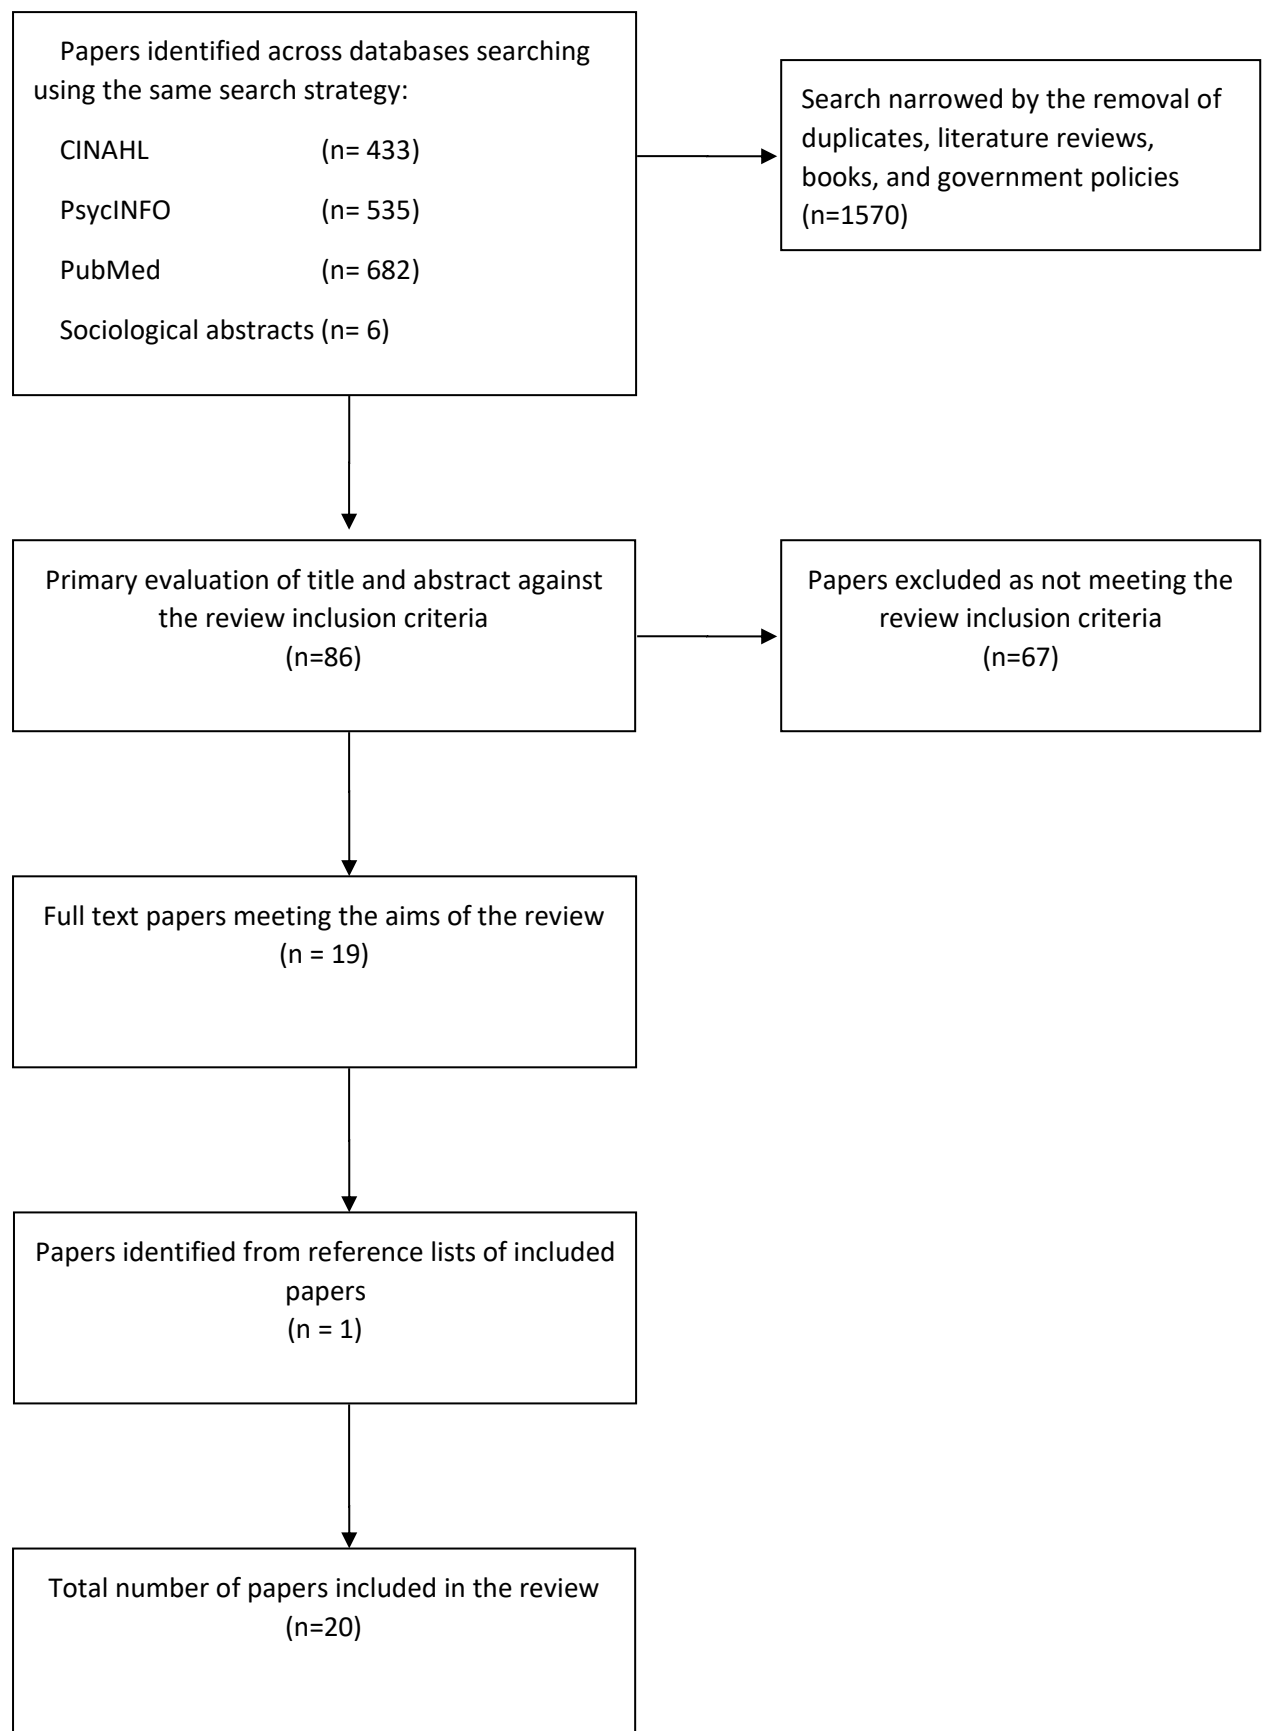 Papers identified across databases searching
using the same search strategy:
CINAHL (n= 433)
PsycINFO (n= 535)
PubMed (n= 682)
Sociological abstracts (n= 6)
Search narrowed by the removal of
duplicates, literature reviews,
books, and government policies
(n=1570)
Primary evaluation of title and abstract against
the review inclusion criteria
(n=86)
Papers excluded as not meeting the
review inclusion criteria
(n=67)
Full text papers meeting the aims of the review
(n = 19)
Papers identified from reference lists of included
papers
(n = 1)
Total number of papers included in the review
(n=20)